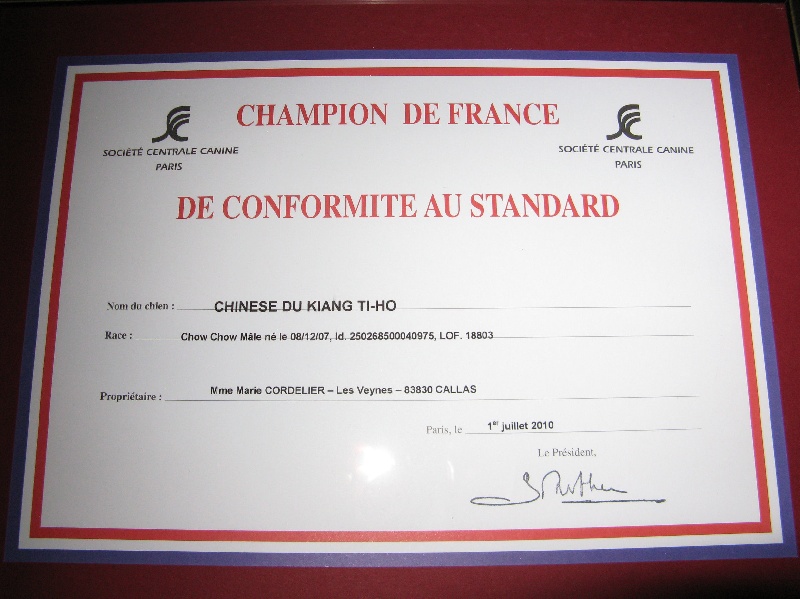 CHAMPION DE FRANCE
SOCIÉTÉ CENTRALE CANINE
PARIS
SOCIÉTÉ CENTRALE CANINE
PARIS
DE CONFORMITE AU STANDARD
Nom du chien : CHINESE DU KIANG TI-HO
Race : Chow Chow Mâle né le 08/12/07, Id. 250268500040975, LOF. 18803
Propriétaire : Mme Marie CORDELIER – Les Veynes – 83830 CALLAS
Paris, le 1er juillet 2010
Le Président,